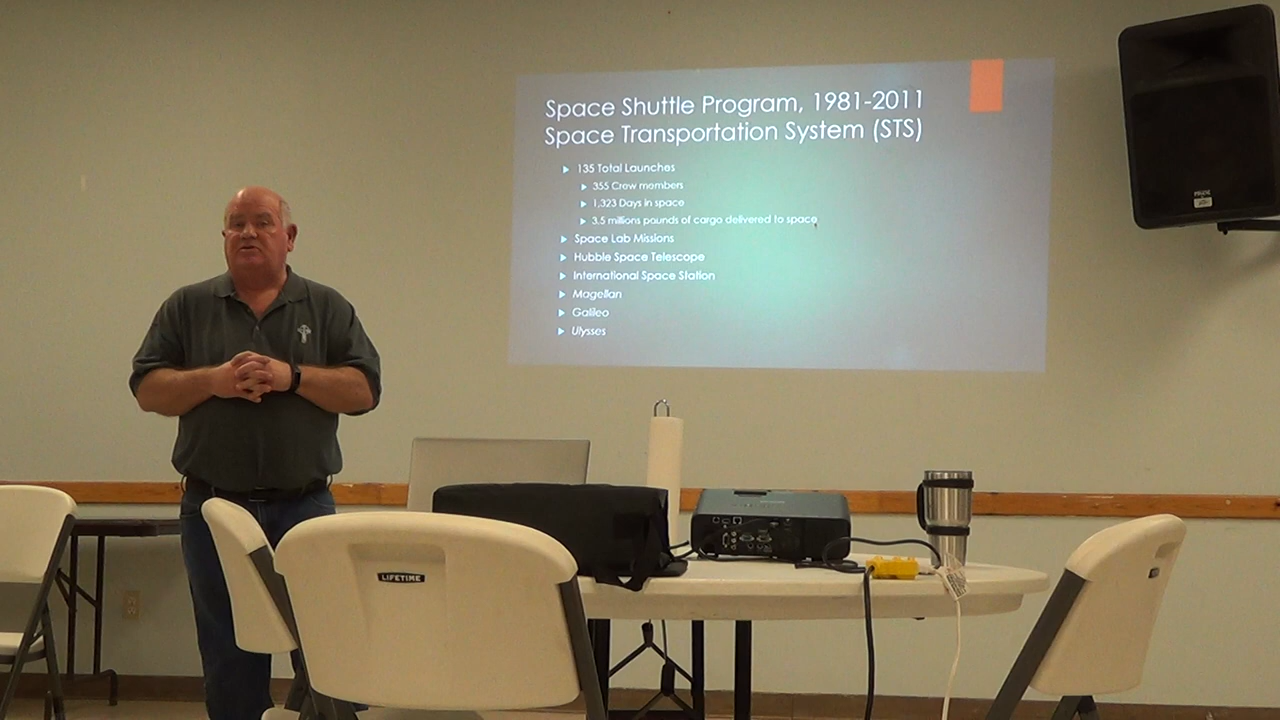 Space Shuttle Program, 1981-2011
Space Transportation System (STS)
135 Total Launches
355 Crew members
1,323 Days in space
3.5 millions pounds of cargo delivered to space
Space Lab Missions
Hubble Space Telescope
International Space Station
Magellan
Galileo
Ulysses
LIFETIME